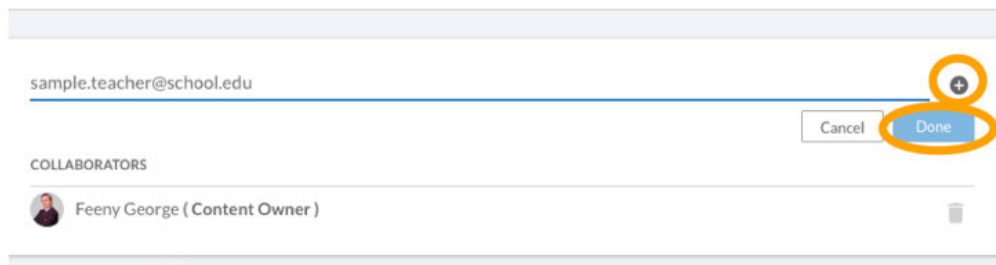 sample.teacher@school.edu
Cancel
Done
COLLABORATORS
Feeny George ( Content Owner )